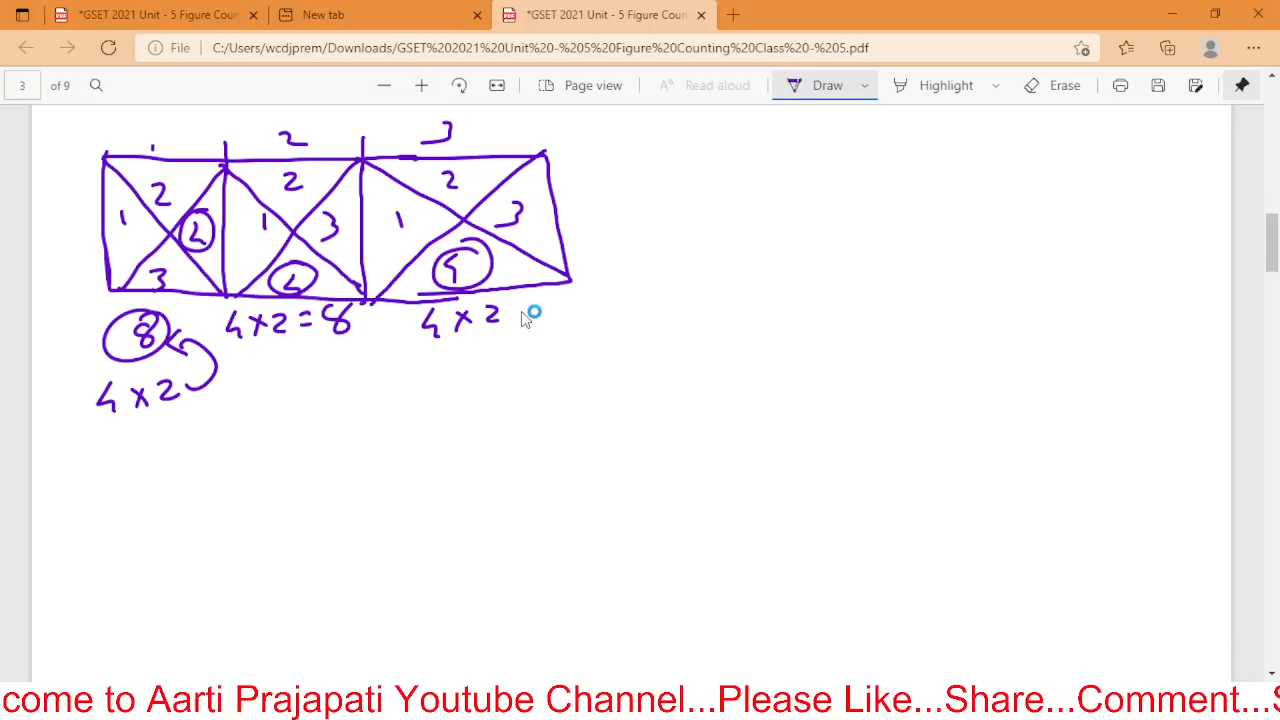 *GSET 2021 Unit - 5 Figure Coun
New tab
*GSET 2021 Unit - 5 Figure Coun
File
C:/Users/wcdjprem/Downloads/GSET%202021%20Unit%20-%205%20Figure%20Counting%20Class%20-%205.pdf
3 of 9
Page view
Read aloud
Draw
Highlight
Erase
1 2 3
2 2 2
1 1 3 1 3
3
8
4 × 2 = 8
4 × 2
4 × 2
come to Aarti Prajapati Youtube Channel...Please Like...Share...Comment...S